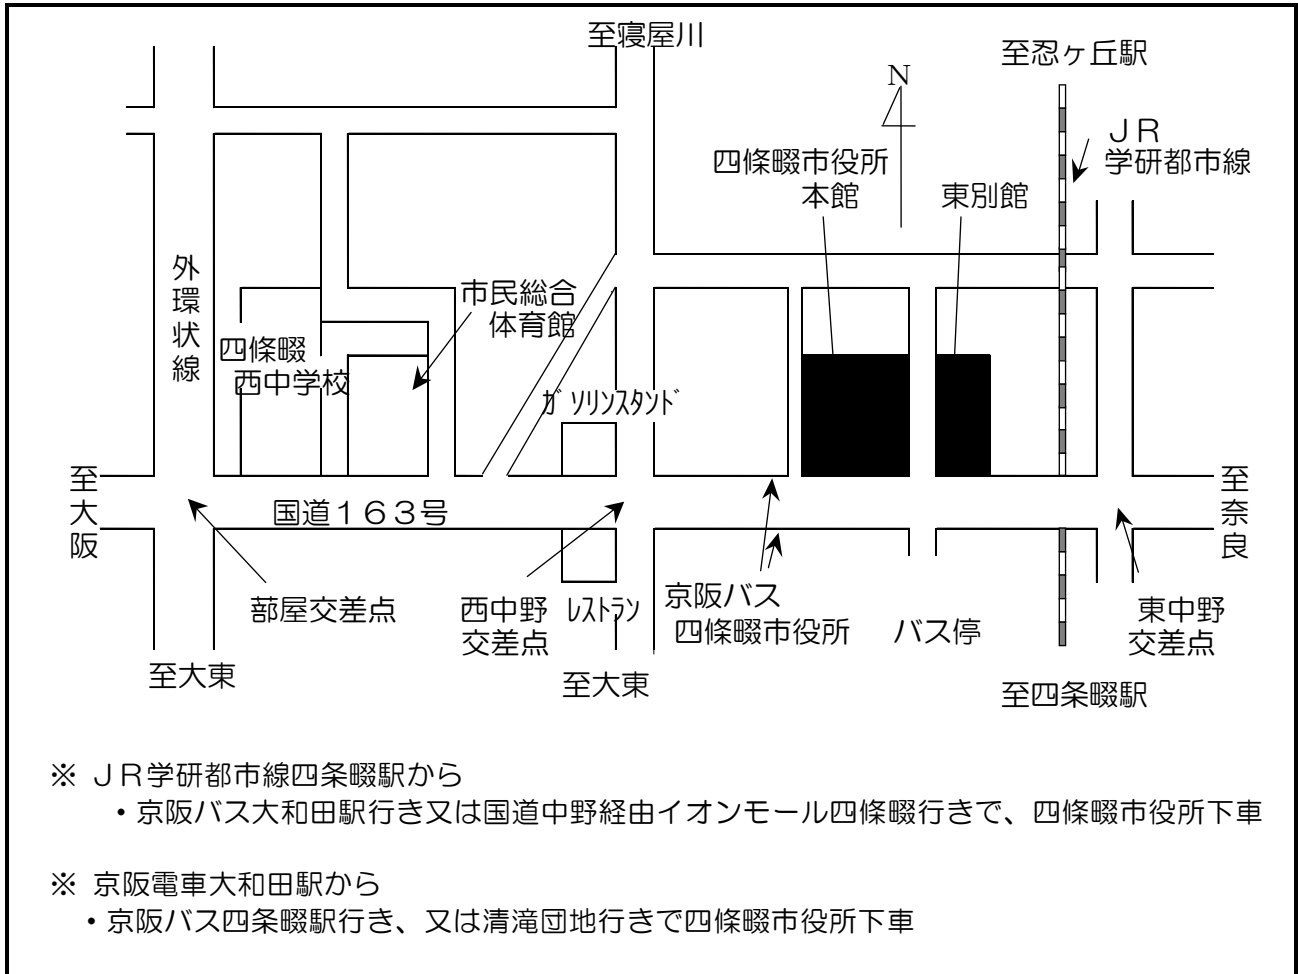 至寝屋川
至忍ヶ丘駅
N
ＪＲ
学研都市線
四條畷市役所
本館
東別館
外環状線
市民総合
体育館
四條畷
西中学校
ｶﾞｿﾘﾝｽﾀﾝﾄﾞ
至大阪
国道１６３号
至奈良
蔀屋交差点
西中野
交差点
ﾚｽﾄﾗﾝ
京阪バス
四條畷市役所　バス停
東中野
交差点
至大東
至大東
至四条畷駅
※ ＪＲ学研都市線四条畷駅から
・京阪バス大和田駅行き又は国道中野経由イオンモール四條畷行きで、四條畷市役所下車
※ 京阪電車大和田駅から
・京阪バス四条畷駅行き、又は清滝団地行きで四條畷市役所下車